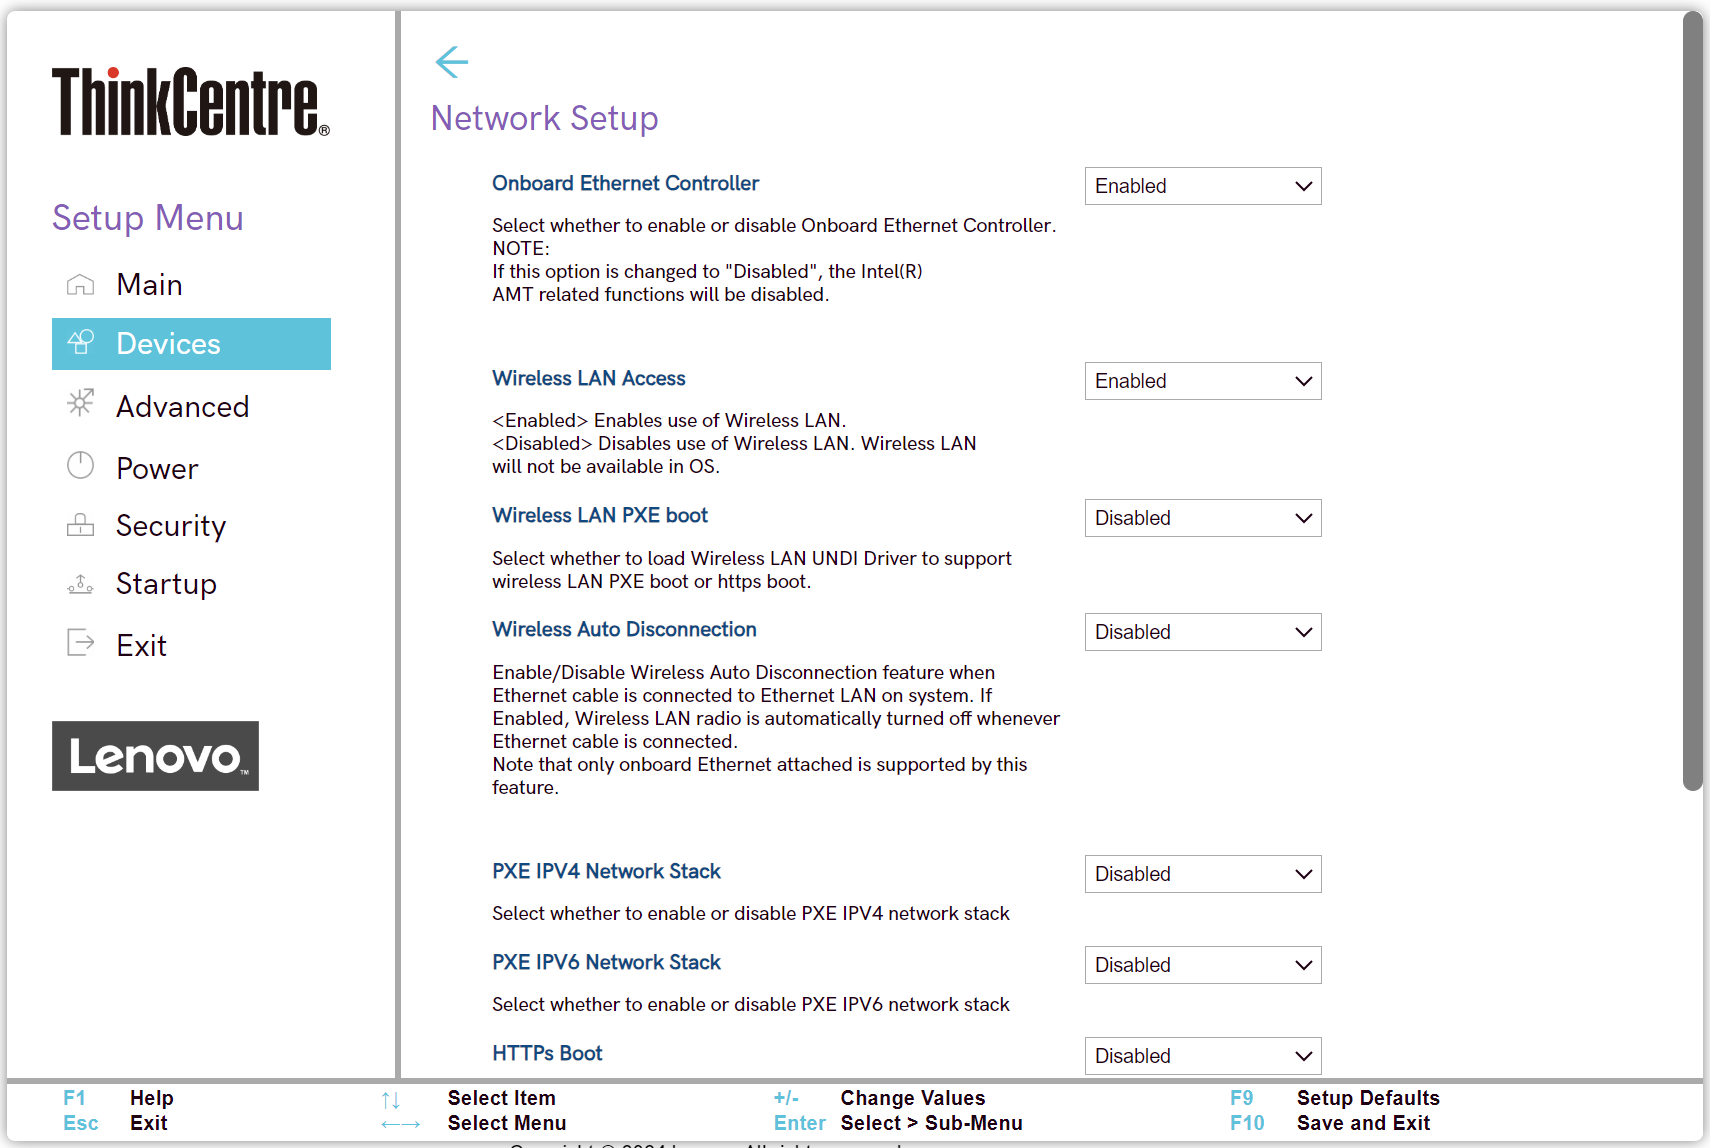 ThinkCentre®
Setup Menu
Main
Devices
Advanced
Power
Security
Startup
Exit
Lenovo™
Network Setup
Onboard Ethernet Controller
Enabled
Select whether to enable or disable Onboard Ethernet Controller.
NOTE:
If this option is changed to "Disabled", the Intel(R)
AMT related functions will be disabled.
Wireless LAN Access
Enabled
<Enabled> Enables use of Wireless LAN.
<Disabled> Disables use of Wireless LAN. Wireless LAN
will not be available in OS.
Wireless LAN PXE boot
Disabled
Select whether to load Wireless LAN UNDI Driver to support
wireless LAN PXE boot or https boot.
Wireless Auto Disconnection
Disabled
Enable/Disable Wireless Auto Disconnection feature when
Ethernet cable is connected to Ethernet LAN on system. If
Enabled, Wireless LAN radio is automatically turned off whenever
Ethernet cable is connected.
Note that only onboard Ethernet attached is supported by this
feature.
PXE IPV4 Network Stack
Disabled
Select whether to enable or disable PXE IPV4 network stack
PXE IPV6 Network Stack
Disabled
Select whether to enable or disable PXE IPV6 network stack
HTTPs Boot
Disabled
F1 Help ↑↓ Select Item +/- Change Values F9 Setup Defaults
Esc Exit ←→ Select Menu Enter Select > Sub-Menu F10 Save and Exit